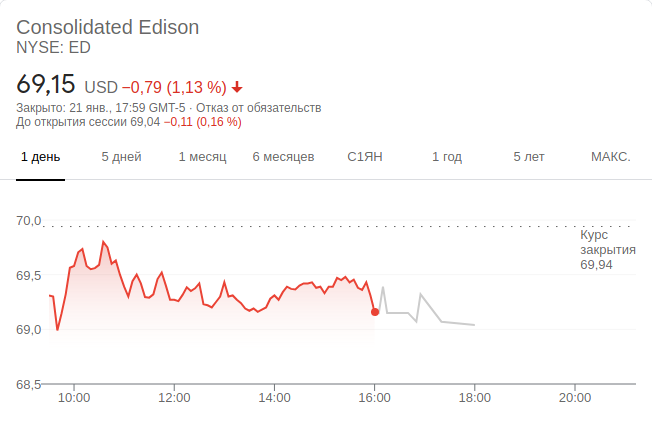 Consolidated Edison
NYSE: ED
69,15 USD −0,79 (1,13 %)
Закрыто: 21 янв., 17:59 GMT-5 · Отказ от обязательств
До открытия сессии 69,04 −0,11 (0,16 %)
1 день 5 дней 1 месяц 6 месяцев С1ЯН 1 год 5 лет МАКС.
70,0
Курс
закрытия
69,94
69,5
69,0
68,5
10:00 12:00 14:00 16:00 18:00 20:00